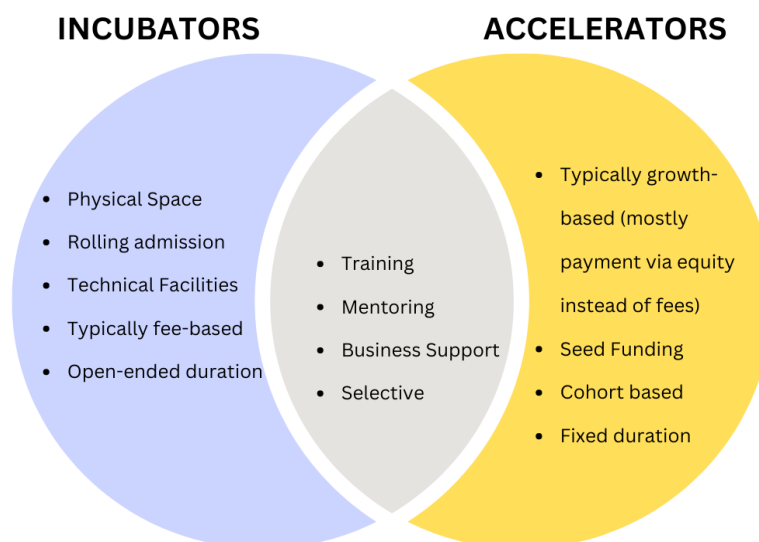 INCUBATORS
ACCELERATORS
• Physical Space
• Rolling admission
• Technical Facilities
• Typically fee-based
• Open-ended duration
• Training
• Mentoring
• Business Support
• Selective
• Typically growth-
based (mostly
payment via equity
instead of fees)
• Seed Funding
• Cohort based
• Fixed duration